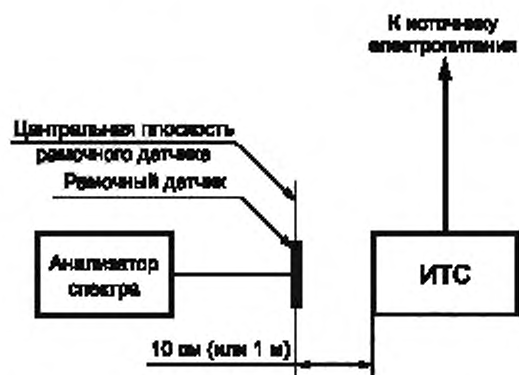 К источнику
электропитания
Центральная плоскость
рамочного датчика
Рамочный датчик
Анализатор
спектра
ИТС
10 см (или 1 м)